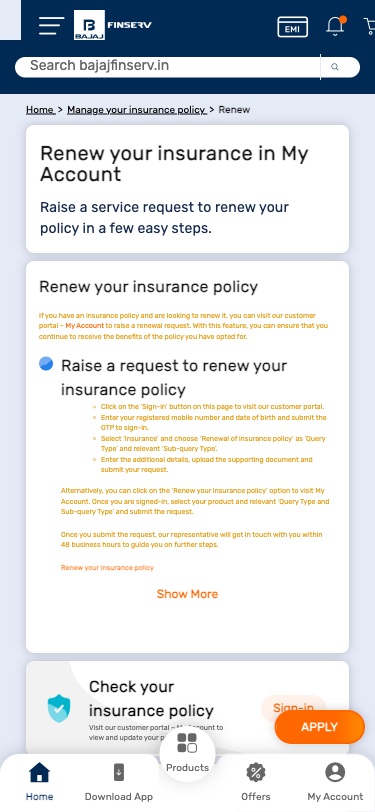 BAJAJ
FINSERV
EMI
Search bajajfinserv.in
Home > Manage your insurance policy > Renew
Renew your insurance in My
Account
Raise a service request to renew your
policy in a few easy steps.
Renew your insurance policy
If you have an insurance policy and are looking to renew it, you can visit our customer
portal – My Account to raise a renewal request. With this feature, you can ensure that you
continue to receive the benefits of the policy you have opted for.
Raise a request to renew your
insurance policy
Click on the 'Sign-in' button on this page to visit our customer portal.
Enter your registered mobile number and date of birth and submit the
OTP to sign-in.
Select 'Insurance' and choose 'Renewal of insurance policy' as 'Query
Type' and relevant 'Sub-query Type'.
Enter the additional details, upload the supporting document and
submit your request.
Alternatively, you can click on the 'Renew your insurance policy' option to visit My
Account. Once you are signed-in, select your product and relevant 'Query Type and
Sub-query Type' and submit the request.
Once you submit the request, our representative will get in touch with you within
48 business hours to guide you on further steps.
Renew your insurance policy
Show More
Check your
insurance policy
Visit our customer portal – My Account to
view and update your
Sign-in
APPLY
Products
Home
Download App
Offers
My Account